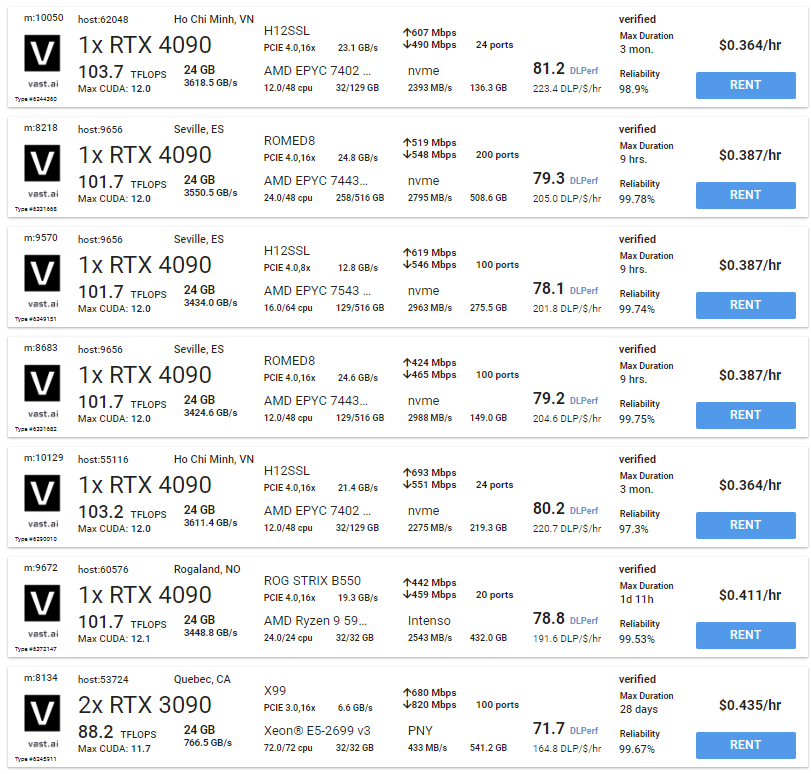 m:10050 host:62048 Ho Chi Minh, VN verified
1x RTX 4090 H12SSL ↑607 Mbps Max Duration $0.364/hr
PCIE 4.0,16x 23.1 GB/s ↓490 Mbps 24 ports 3 mon.
V
103.7 TFLOPS 24 GB AMD EPYC 7402 ... nvme 81.2 DLPerf Reliability RENT
vast.ai Max CUDA: 12.0 3618.5 GB/s 12.0/48 cpu 32/129 GB 2393 MB/s 136.3 GB 223.4 DLP/$/hr 98.9%
Type #6244360
m:8218 host:9656 Seville, ES verified
1x RTX 4090 ROMED8 ↑519 Mbps Max Duration $0.387/hr
PCIE 4.0,16x 24.8 GB/s ↓548 Mbps 200 ports 9 hrs.
V
101.7 TFLOPS 24 GB AMD EPYC 7443... nvme 79.3 DLPerf Reliability RENT
vast.ai Max CUDA: 12.0 3550.5 GB/s 24.0/48 cpu 258/516 GB 2795 MB/s 508.6 GB 205.0 DLP/$/hr 99.78%
m:9570 host:9656 Seville, ES verified
1x RTX 4090 H12SSL ↑619 Mbps Max Duration $0.387/hr
PCIE 4.0,8x 12.8 GB/s ↓546 Mbps 100 ports 9 hrs.
V
101.7 TFLOPS 24 GB AMD EPYC 7543 ... nvme 78.1 DLPerf Reliability RENT
vast.ai Max CUDA: 12.0 3434.0 GB/s 16.0/64 cpu 129/516 GB 2963 MB/s 275.5 GB 201.8 DLP/$/hr 99.74%
Type #6249151
m:8683 host:9656 Seville, ES verified
1x RTX 4090 ROMED8 ↑424 Mbps Max Duration $0.387/hr
PCIE 4.0,16x 24.6 GB/s ↓465 Mbps 100 ports 9 hrs.
V
101.7 TFLOPS 24 GB AMD EPYC 7443... nvme 79.2 DLPerf Reliability RENT
vast.ai Max CUDA: 12.0 3424.6 GB/s 12.0/48 cpu 129/516 GB 2988 MB/s 149.0 GB 204.6 DLP/$/hr 99.75%
m:10129 host:55116 Ho Chi Minh, VN verified
1x RTX 4090 H12SSL ↑693 Mbps Max Duration $0.364/hr
PCIE 4.0,16x 21.4 GB/s ↓551 Mbps 24 ports 3 mon.
V
103.2 TFLOPS 24 GB AMD EPYC 7402 ... nvme 80.2 DLPerf Reliability RENT
vast.ai Max CUDA: 12.0 3611.4 GB/s 12.0/48 cpu 32/129 GB 2275 MB/s 219.3 GB 220.7 DLP/$/hr 97.3%
m:9672 host:60576 Rogaland, NO verified
1x RTX 4090 ROG STRIX B550 ↑442 Mbps Max Duration $0.411/hr
PCIE 4.0,16x 19.3 GB/s ↓459 Mbps 20 ports 1d 11h
V
101.7 TFLOPS 24 GB AMD Ryzen 9 59... Intenso 78.8 DLPerf Reliability RENT
vast.ai Max CUDA: 12.1 3448.8 GB/s 24.0/24 cpu 32/32 GB 2543 MB/s 432.0 GB 191.6 DLP/$/hr 99.53%
Type #6372147
m:8134 host:53724 Quebec, CA verified
2x RTX 3090 X99 ↑680 Mbps Max Duration $0.435/hr
PCIE 3.0,16x 6.6 GB/s ↓820 Mbps 100 ports 28 days
V
88.2 TFLOPS 24 GB Xeon® E5-2699 v3 PNY 71.7 DLPerf Reliability RENT
vast.ai Max CUDA: 11.7 766.5 GB/s 72.0/72 cpu 32/32 GB 433 MB/s 541.2 GB 164.8 DLP/$/hr 99.67%
Type #6245911